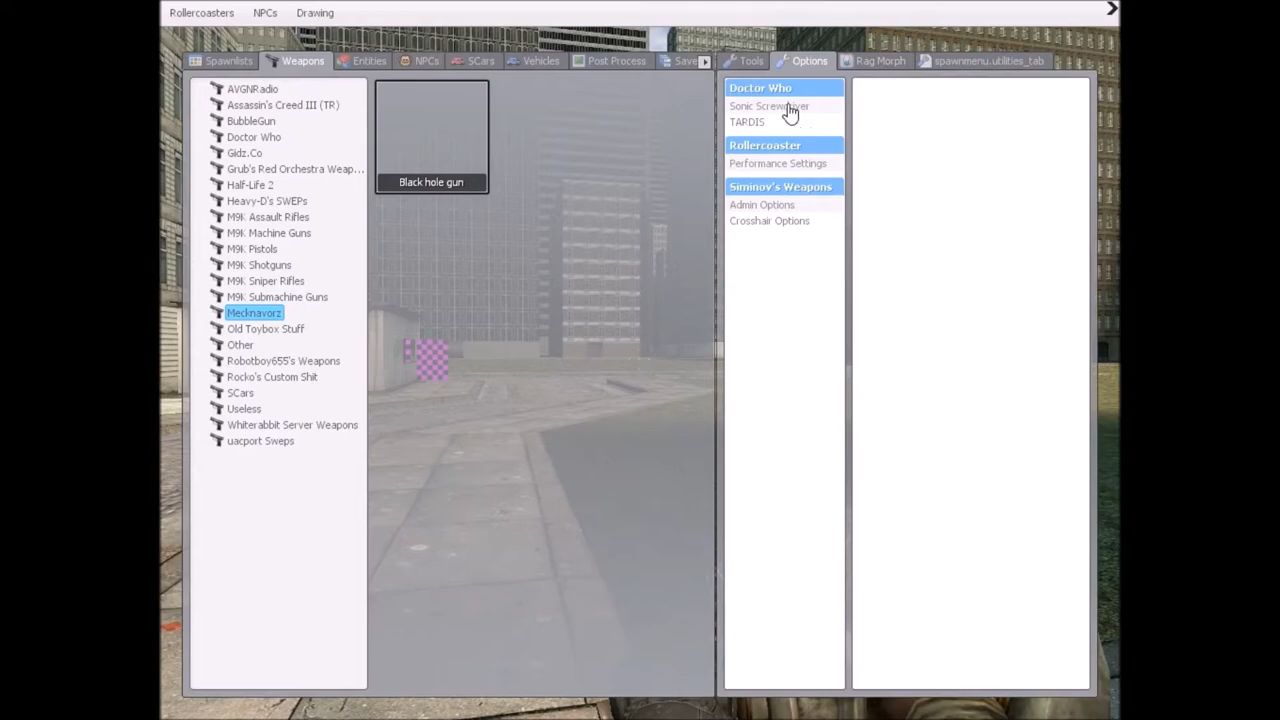 Rollercoasters NPCs Drawing
Spawnlists Weapons Entities NPCs SCars Vehicles Post Process Save Tools Options Rag Morph spawnmenu.utilities_tab
AVGNRadio
Assassin's Creed III (TR)
BubbleGun
Doctor Who
Gidz.Co
Grub's Red Orchestra Weap...
Half-Life 2
Heavy-D's SWEPs
M9K Assault Rifles
M9K Machine Guns
M9K Pistols
M9K Shotguns
M9K Sniper Rifles
M9K Submachine Guns
Mecknavorz
Old Toybox Stuff
Other
Robotboy655's Weapons
Rocko's Custom Shit
SCars
Useless
Whiterabbit Server Weapons
uacport Sweps
Black hole gun
Doctor Who
Sonic Screwdriver
TARDIS
Rollercoaster
Performance Settings
Siminov's Weapons
Admin Options
Crosshair Options